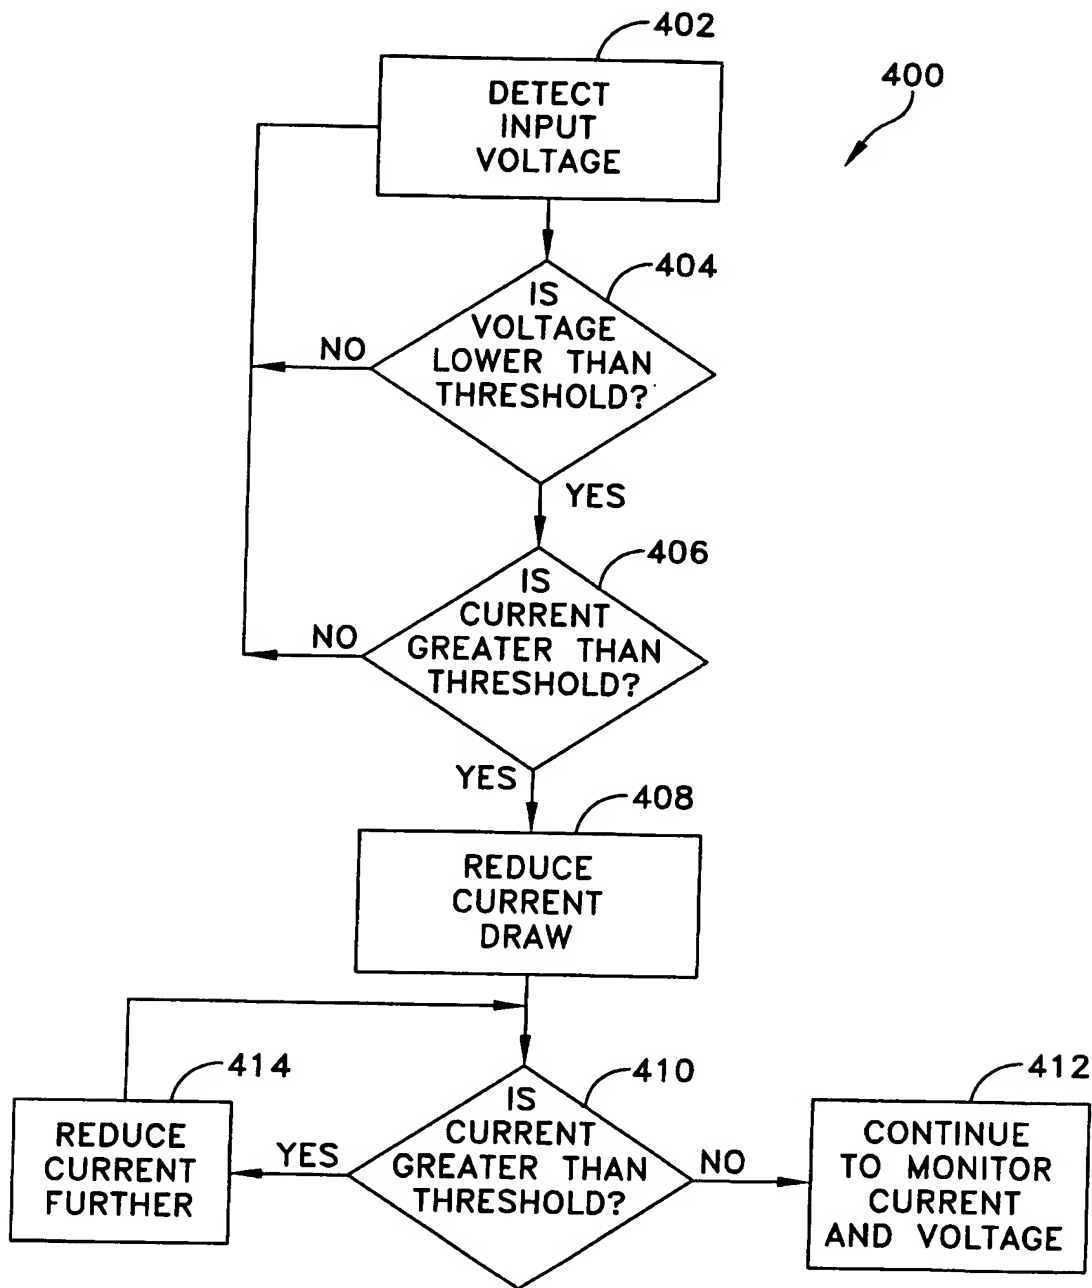 402
400
DETECT
INPUT
VOLTAGE
404
IS
VOLTAGE
LOWER THAN
THRESHOLD?
NO
YES
406
IS
CURRENT
GREATER THAN
THRESHOLD?
NO
YES
408
REDUCE
CURRENT
DRAW
414
410
412
REDUCE
CURRENT
FURTHER
YES
IS
CURRENT
GREATER THAN
THRESHOLD?
NO
CONTINUE
TO MONITOR
CURRENT
AND VOLTAGE